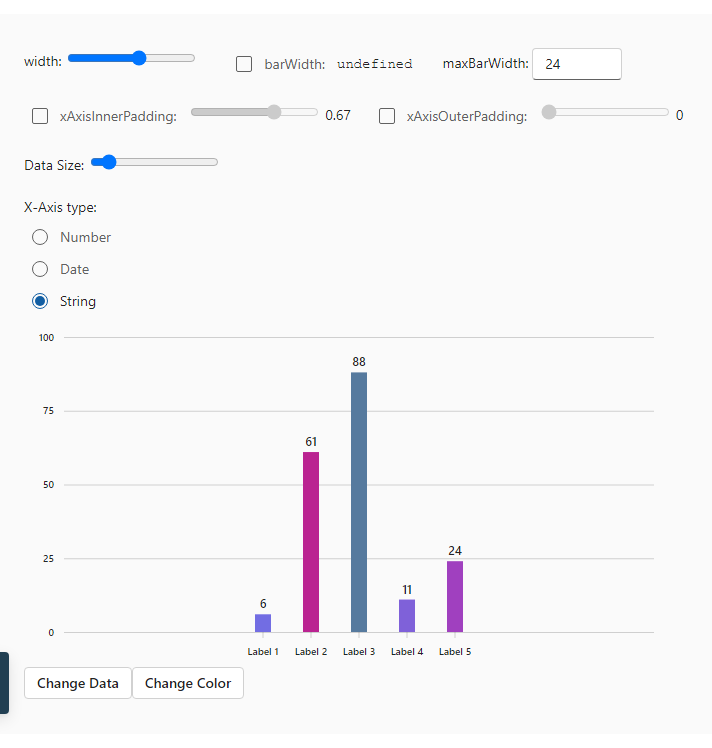 width: barWidth: undefined maxBarWidth: 24
xAxisInnerPadding: 0.67 xAxisOuterPadding: 0
Data Size:
X-Axis type:
Number
Date
String
100
88
75
61
50
25
24
11
6
0
Label 1 Label 2 Label 3 Label 4 Label 5
Change Data Change Color